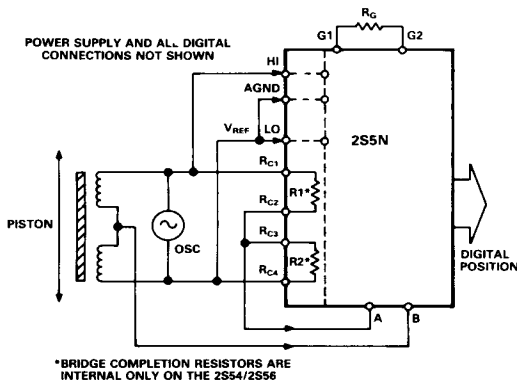 RG
G1
G2
POWER SUPPLY AND ALL DIGITAL
CONNECTIONS NOT SHOWN
HI
AGND
VREF
LO
2S5N
RC1
R1*
RC2
PISTON
OSC
RC3
R2*
RC4
DIGITAL
POSITION
A
B
*BRIDGE COMPLETION RESISTORS ARE
INTERNAL ONLY ON THE 2S54/2S56